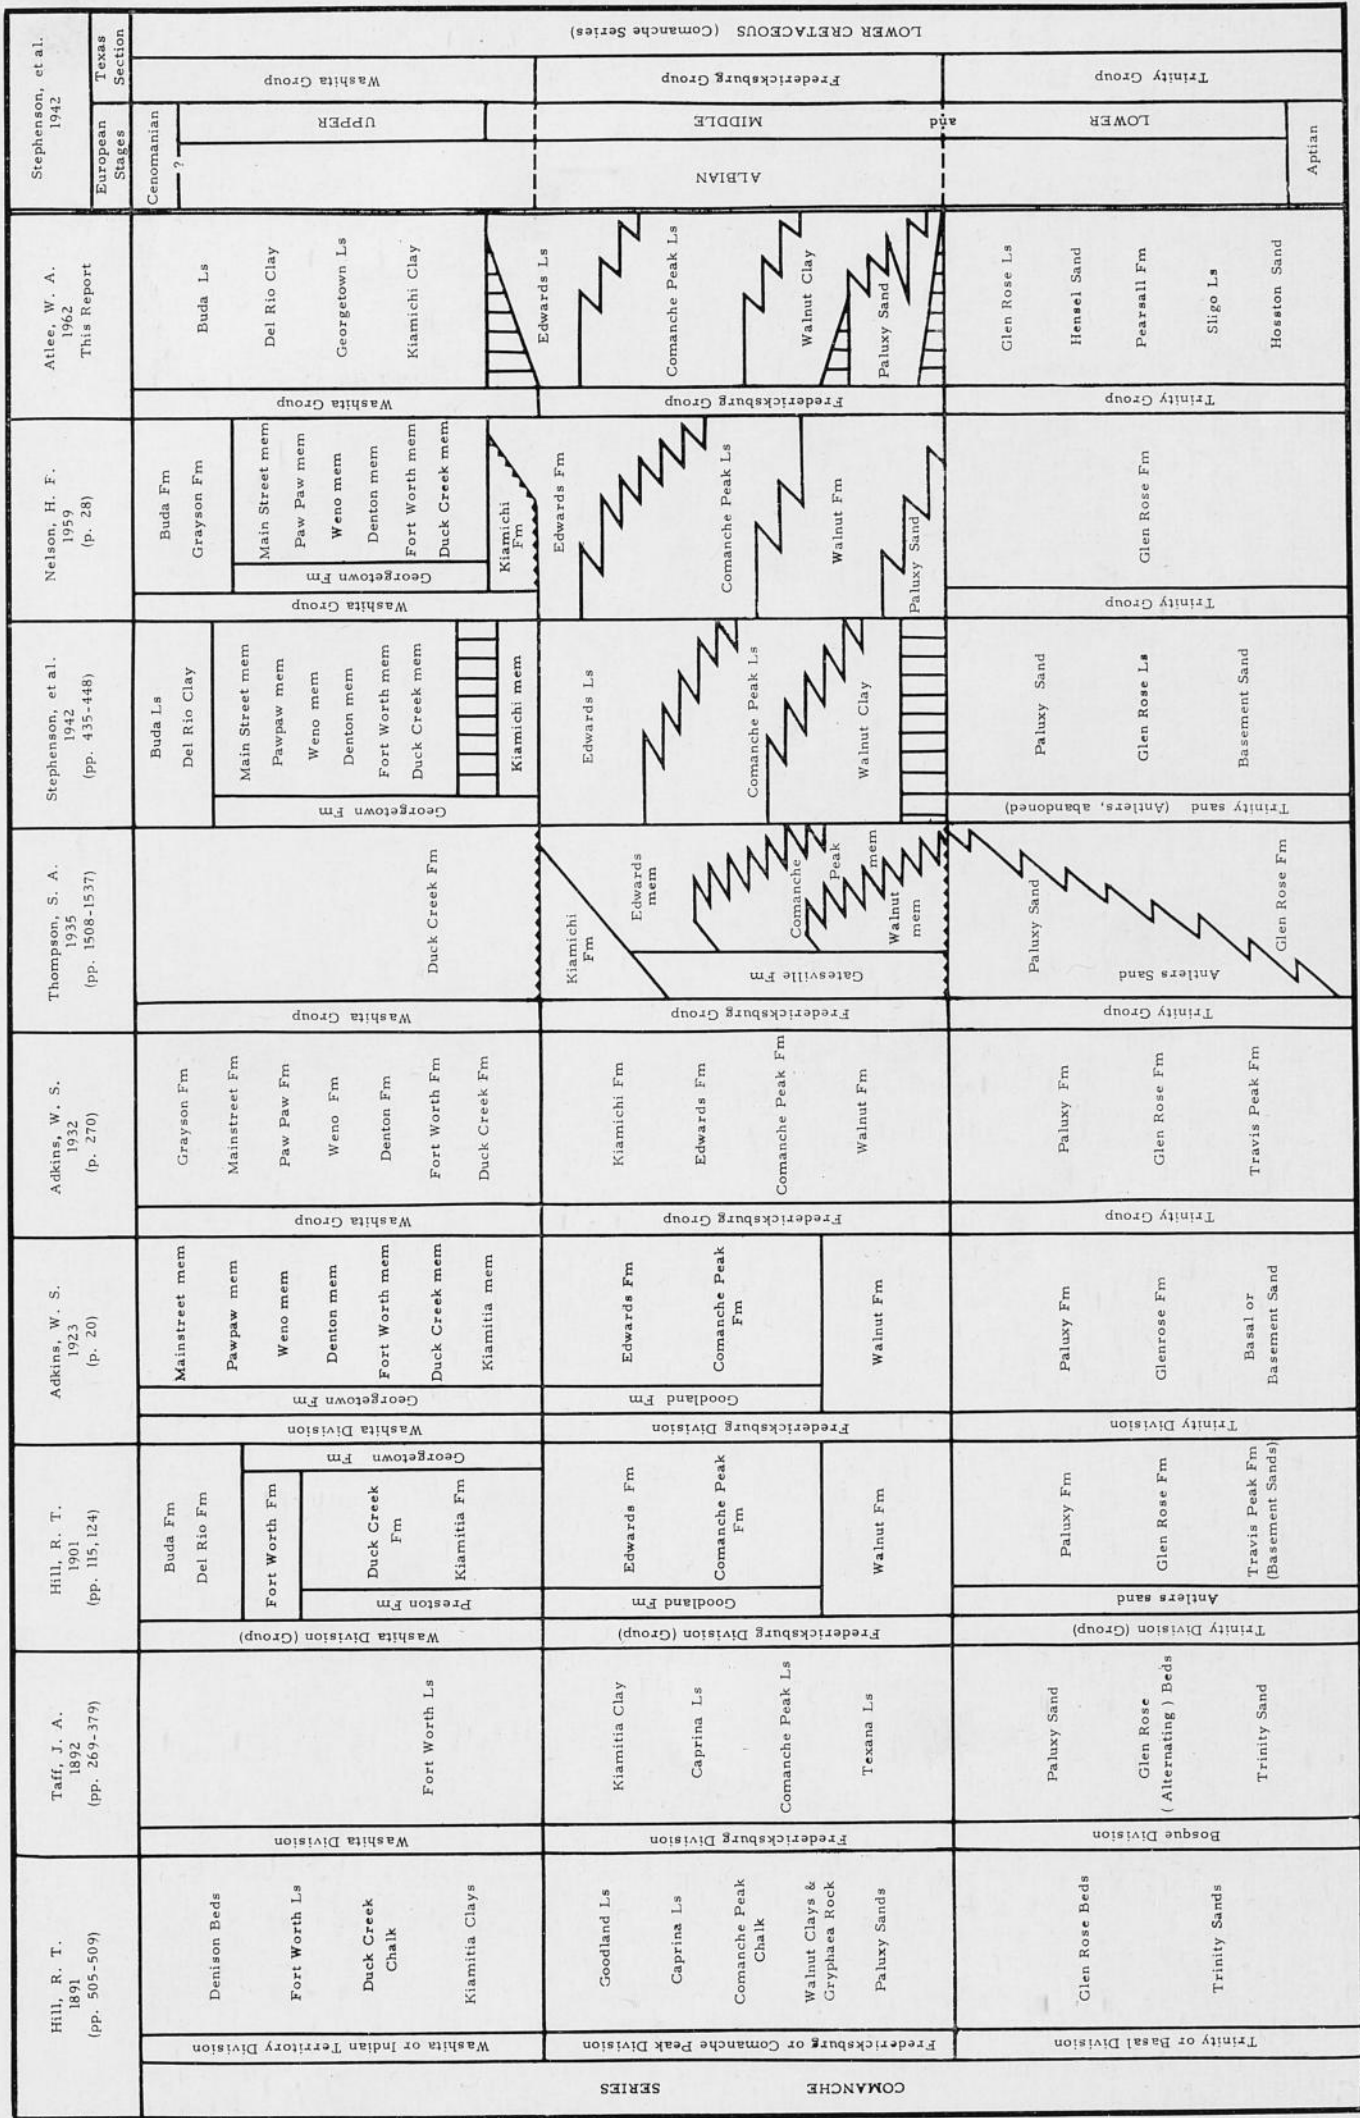 Hill, R. T.
1891
(pp. 505-509)
Taff, J. A.
1892
(pp. 269-379)
Hill, R. T.
1901
(pp. 115, 124)
Adkins, W. S.
1923
(p. 20)
Adkins, W. S.
1932
(p. 270)
Thompson, S. A.
1935
(pp. 1508-1537)
Stephenson, et al.
1942
(pp. 435-448)
Nelson, H. F.
1959
(p. 28)
Atlee, W. A.
1962
This Report
Stephenson, et al.
1942
European
Stages
Texas
Section
COMANCHE
SERIES
Washita or Indian Territory Division
Denison Beds
Fort Worth Ls
Duck Creek
Chalk
Kiamitia Clays
Fredericksburg or Comanche Peak Division
Goodland Ls
Caprina Ls
Comanche Peak
Chalk
Walnut Clays &
Gryphaea Rock
Paluxy Sands
Trinity or Basal Division
Glen Rose Beds
Trinity Sands
Washita Division
Fort Worth Ls
Fredericksburg Division
Kiamitia Clay
Caprina Ls
Comanche Peak Ls
Texana Ls
Bosque Division
Paluxy Sand
Glen Rose
( Alternating ) Beds
Trinity Sand
Washita Division (Group)
Buda Fm
Del Rio Fm
Fort Worth Fm
Preston Fm
Duck Creek
Fm
Kiamitia Fm
Georgetown Fm
Fredericksburg Division (Group)
Goodland Fm
Edwards Fm
Comanche Peak
Fm
Walnut Fm
Trinity Division (Group)
Antlers sand
Paluxy Fm
Glen Rose Fm
Travis Peak Fm
(Basement Sands)
Washita Division
Georgetown Fm
Mainstreet mem
Pawpaw mem
Weno mem
Denton mem
Fort Worth mem
Duck Creek mem
Kiamitia mem
Fredericksburg Division
Goodland Fm
Edwards Fm
Comanche Peak
Fm
Walnut Fm
Trinity Division
Paluxy Fm
Glenrose Fm
Basal or
Basement Sand
Washita Group
Grayson Fm
Mainstreet Fm
Paw Paw Fm
Weno Fm
Denton Fm
Fort Worth Fm
Duck Creek Fm
Fredericksburg Group
Kiamichi Fm
Edwards Fm
Comanche Peak Fm
Walnut Fm
Trinity Group
Paluxy Fm
Glen Rose Fm
Travis Peak Fm
Washita Group
Duck Creek Fm
Fredericksburg Group
Kiamichi
Fm
Gatesville Fm
Edwards
mem
Comanche
Peak
mem
Walnut
mem
Trinity Group
Paluxy Sand
Antlers Sand
Glen Rose Fm
Buda Ls
Del Rio Clay
Georgetown Fm
Main Street mem
Pawpaw mem
Weno mem
Denton mem
Fort Worth mem
Duck Creek mem
Kiamichi mem
Edwards Ls
Comanche Peak Ls
Walnut Clay
Trinity sand (Antlers, abandoned)
Paluxy Sand
Glen Rose Ls
Basement Sand
Washita Group
Buda Fm
Grayson Fm
Georgetown Fm
Main Street mem
Paw Paw mem
Weno mem
Denton mem
Fort Worth mem
Duck Creek mem
Kiamichi
Fm
Edwards Fm
Comanche Peak Ls
Walnut Fm
Paluxy Sand
Trinity Group
Glen Rose Fm
Washita Group
Buda Ls
Del Rio Clay
Georgetown Ls
Kiamichi Clay
Fredericksburg Group
Edwards Ls
Comanche Peak Ls
Walnut Clay
Paluxy Sand
Trinity Group
Glen Rose Ls
Hensel Sand
Pearsall Fm
Sligo Ls
Hosston Sand
Cenomanian
?
ALBIAN
Aptian
UPPER
MIDDLE
and
LOWER
Washita Group
Fredericksburg Group
Trinity Group
LOWER CRETACEOUS (Comanche Series)